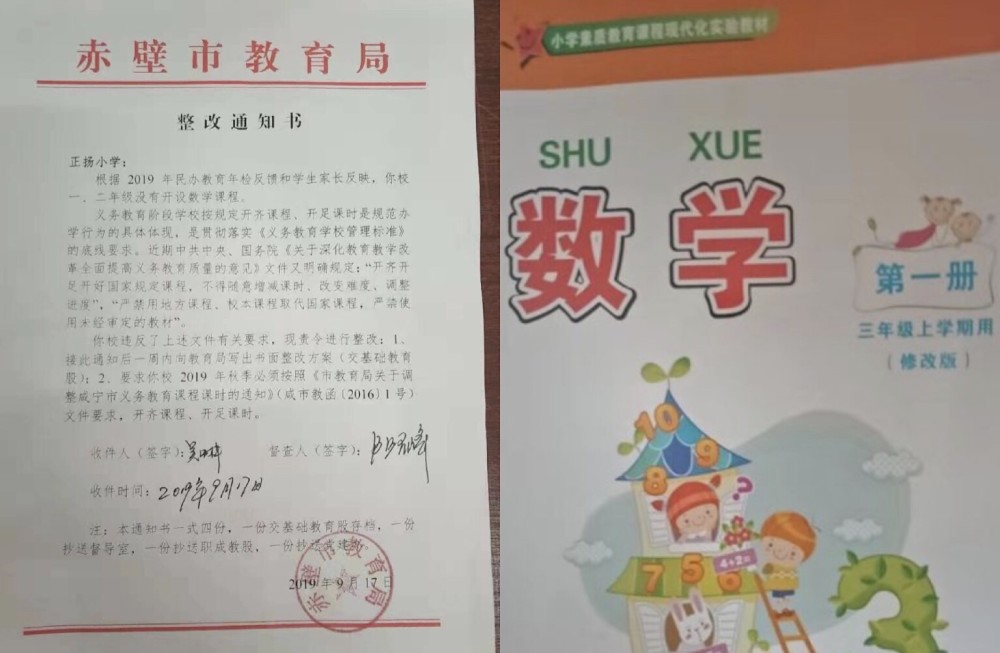 赤壁市教育局
整改通知书
正扬小学：
根据 2019 年民办教育年检反馈和学生家长反映，你校
一、二年级没有开设数学课程。
义务教育阶段学校按规定开齐课程、开足课时是规范办
学行为的具体体现，是贯彻落实《义务教育学校管理标准》
的底线要求。近期中共中央、国务院《关于深化教育教学改
革全面提高义务教育质量的意见》文件又明确规定：“开齐开
足开好国家规定课程，不得随意增减课时、改变难度、调整
进度”，“严禁用地方课程、校本课程取代国家课程，严禁使
用未经审定的教材”。
你校违反了上述文件有关要求，现责令进行整改：1、
接此通知后一周内向教育局写出书面整改方案（交基础教育
股）；2、要求你校 2019 年秋季必须按照《市教育局关于调
整咸宁市义务教育课程课时的通知》（咸市教函〔2016〕1 号）
文件要求，开齐课程、开足课时。
收件人（签字）： 督查人（签字）：
收件时间：2019年9月17日
注：本通知书一式四份，一份交基础教育股存档，一份
抄送督导室，一份抄送职成教股，一份抄送党建
2019 年 9 月 17 日
赤壁市教育局
小学素质教育课程现代化实验教材
SHU XUE
数学
第一册
三年级上学期用
（修改版）
10
9
8
?
7
5
6
4+2=